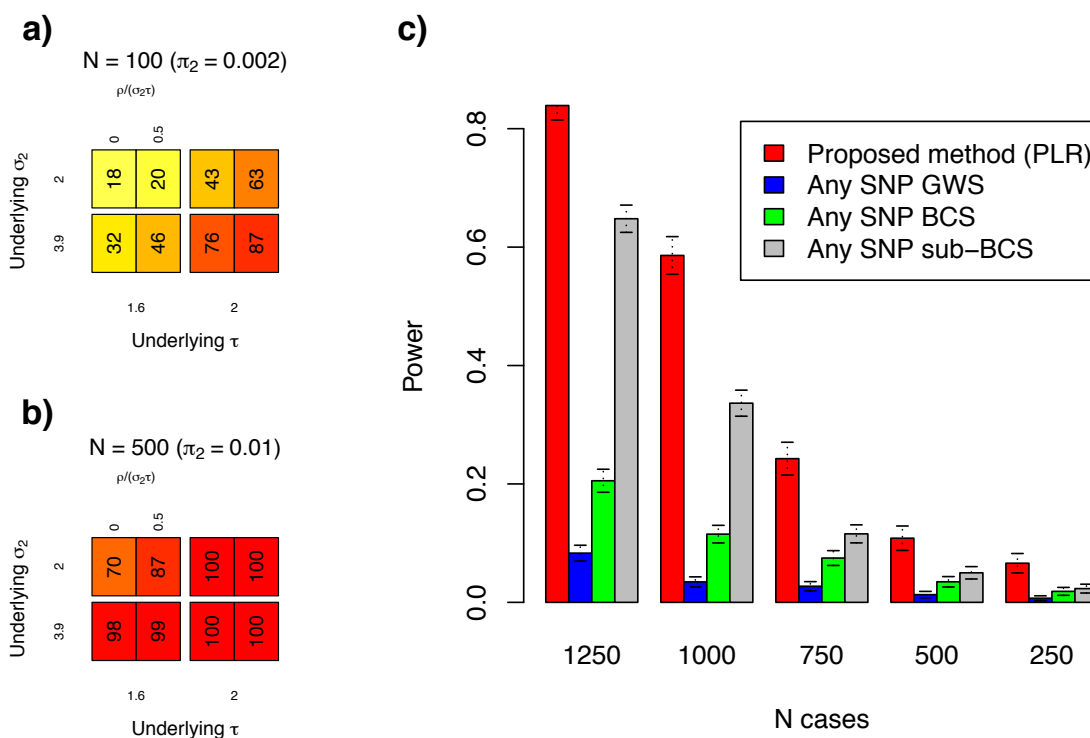 a)
N = 100 (π₂ = 0.002)
ρ/(σ₂τ)
0 0.5
Underlying σ₂
2
18 20 43 63
3.9
32 46 76 87
1.6 2
Underlying τ
b)
N = 500 (π₂ = 0.01)
ρ/(σ₂τ)
0 0.5
Underlying σ₂
2
70 87 100 100
3.9
98 99 100 100
1.6 2
Underlying τ
c)
Proposed method (PLR)
Any SNP GWS
Any SNP BCS
Any SNP sub−BCS
Power
0.8
0.6
0.4
0.2
0.0
1250 1000 750 500 250
N cases